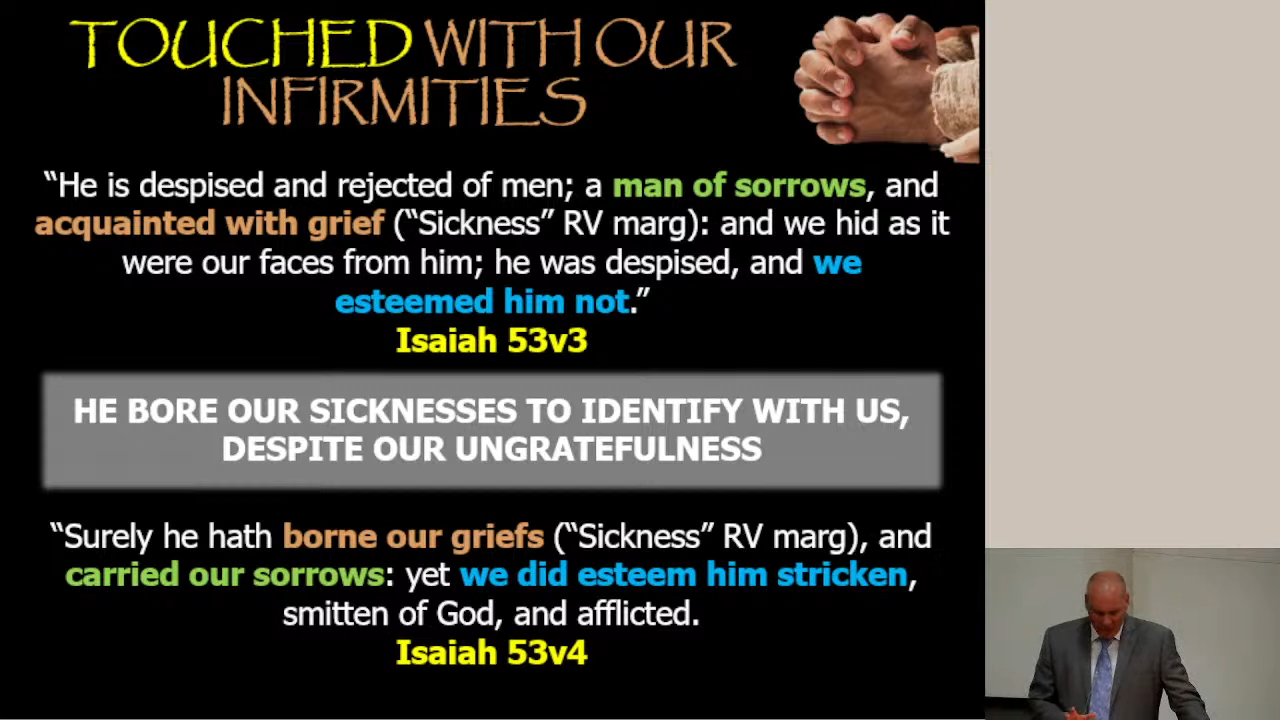 TOUCHED WITH OUR
INFIRMITIES
“He is despised and rejected of men; a man of sorrows, and
acquainted with grief (“Sickness” RV marg): and we hid as it
were our faces from him; he was despised, and we
esteemed him not.”
Isaiah 53v3
HE BORE OUR SICKNESSES TO IDENTIFY WITH US,
DESPITE OUR UNGRATEFULNESS
“Surely he hath borne our griefs (“Sickness” RV marg), and
carried our sorrows: yet we did esteem him stricken,
smitten of God, and afflicted.
Isaiah 53v4